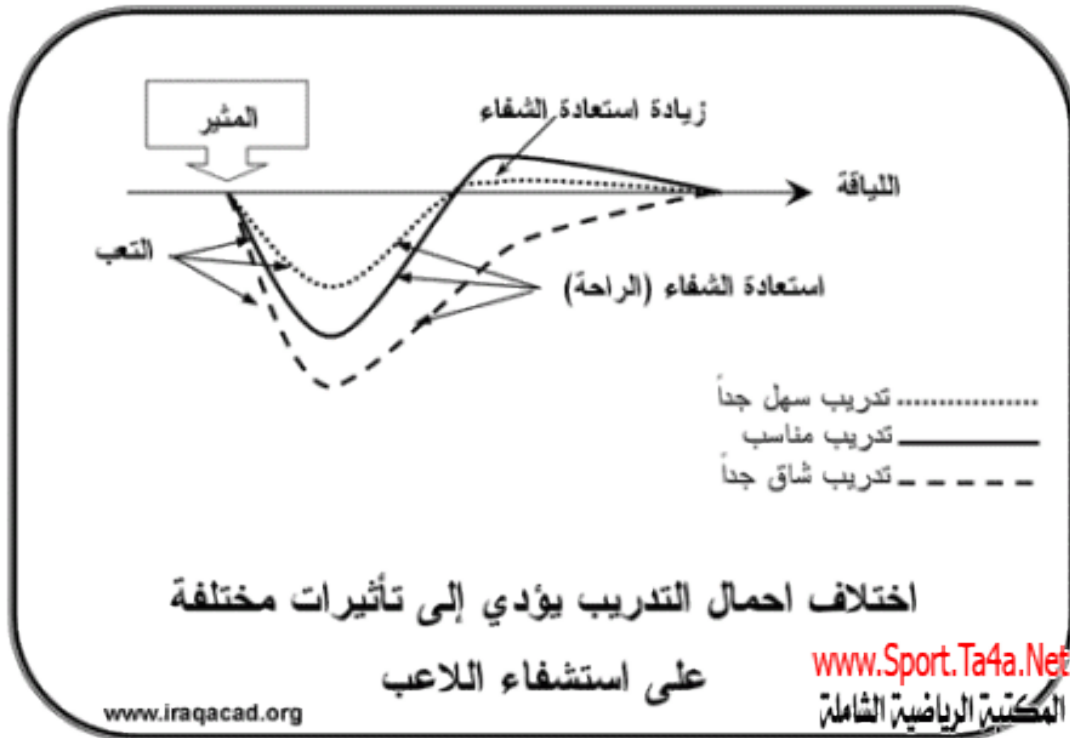 المثير
زيادة استعادة الشفاء
اللياقة
التعب
استعادة الشفاء (الراحة)
تدريب سهل جداً
تدريب مناسب
تدريب شاق جداً
اختلاف احمال التدريب يؤدي إلى تأثيرات مختلفة
على استشفاء اللاعب
www.Sport.Ta4a.Net
المكتبة الرياضية الشاملة
www.iraqacad.org